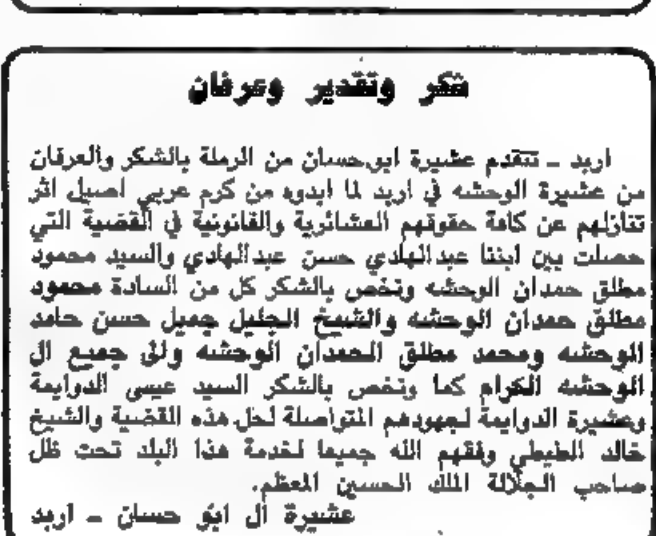 شكر وتقدير وعرفان
اربد - تتقدم عشيرة ابو حسان من الرملة بالشكر والعرفان
من عشيرة الوحشه في اربد لما ابدوه من كرم عربي اصيل اثر
تنازلهم عن كافة حقوقهم العشائرية والقانونية في القضية التي
حصلت بين ابننا عبدالهادي حسن عبدالهادي والسيد محمود
مطلق حمدان الوحشه وتخص بالشكر كل من السادة محمود
مطلق حمدان الوحشه والشيخ الجليل جميل حسن حامد
الوحشه ومحمد مطلق الحمدان الوحشه والى جميع ال
الوحشه الكرام كما وتخص بالشكر السيد عيسى الدوايمة
وعشيرة الدوايمة لجهودهم المتواصلة لحل هذه القضية والشيخ
خالد الطيطي وفقهم الله جميعا لخدمة هذا البلد تحت ظل
صاحب الجلالة الملك الحسين المعظم.
عشيرة ال ابو حسان - اربد